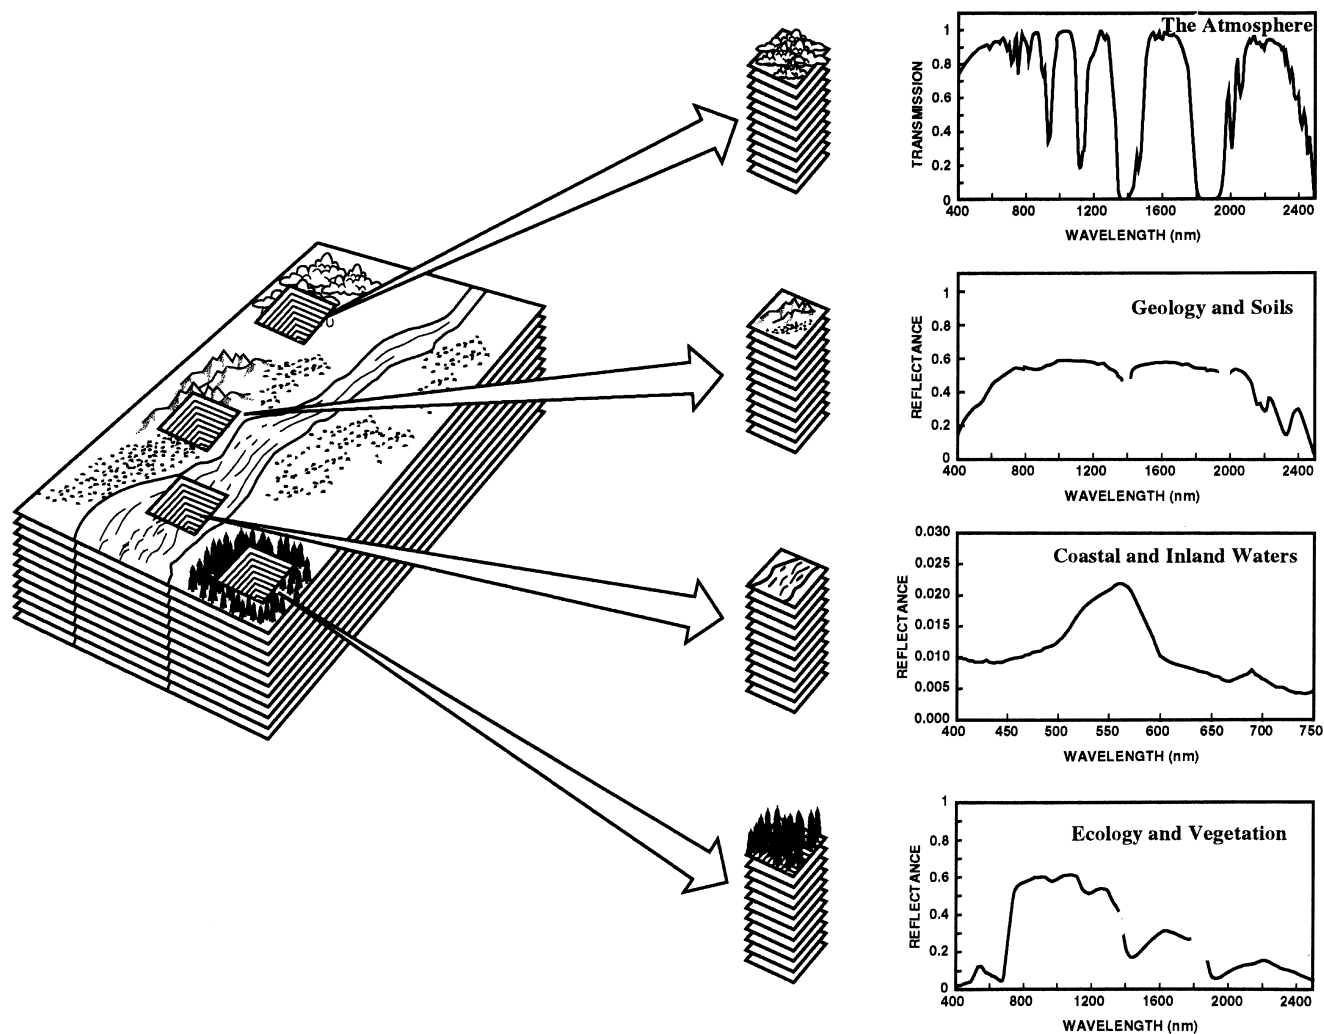 The Atmosphere
TRANSMISSION
1
0.8
0.6
0.4
0.2
0
400 800 1200 1600 2000 2400
WAVELENGTH (nm)
Geology and Soils
REFLECTANCE
1
0.8
0.6
0.4
0.2
0
400 800 1200 1600 2000 2400
WAVELENGTH (nm)
Coastal and Inland Waters
REFLECTANCE
0.030
0.025
0.020
0.015
0.010
0.005
0.000
400 450 500 550 600 650 700 750
WAVELENGTH (nm)
Ecology and Vegetation
REFLECTANCE
1
0.8
0.6
0.4
0.2
0
400 800 1200 1600 2000 2400
WAVELENGTH (nm)